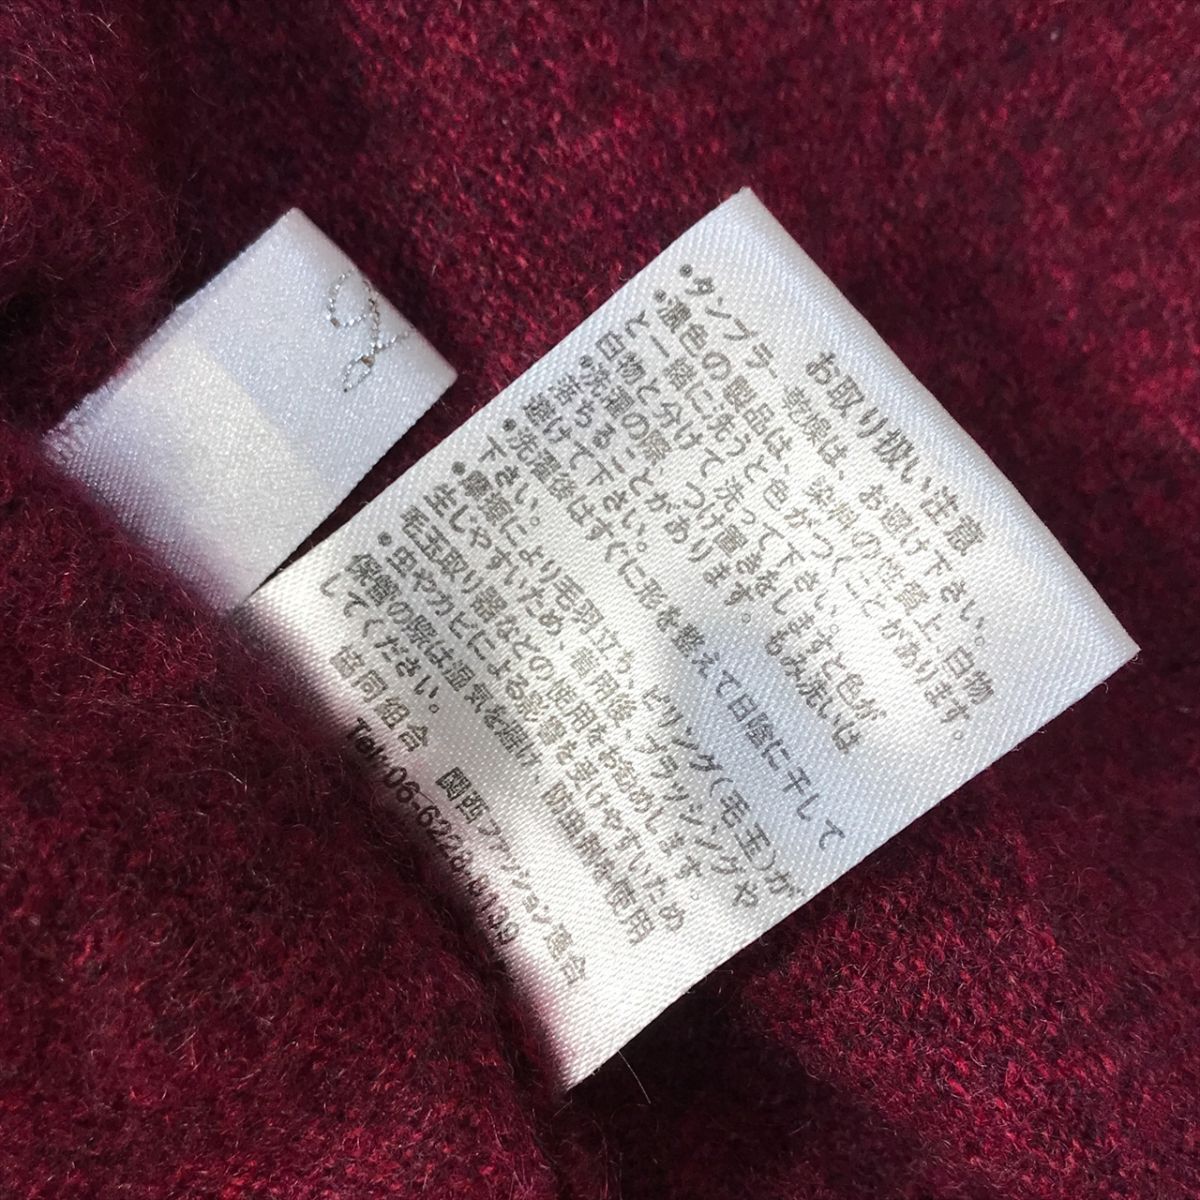 お取り扱い注意
•タンブラー乾燥は、お避け下さい。
•濃色の製品は、染料の性質上、白物
と一緒に洗うと色がつくことがあります。
白物と分けて洗って下さい。
•洗濯の際、つけ置きをしますと色が
落ちることがあります。もみ洗いは
避けて下さい。
•洗濯後はすぐに形を整えて日陰に干して
下さい。
•摩擦により毛羽立ち、ピリング(毛玉)が
生じやすいため、着用後、ブラッシングや
毛玉取り器などの使用をお勧めします。
•虫やカビによる影響を受けやすいため
保管の際は湿気を避け、防虫剤を使用
してください。
関西ファッション連合
協同組合